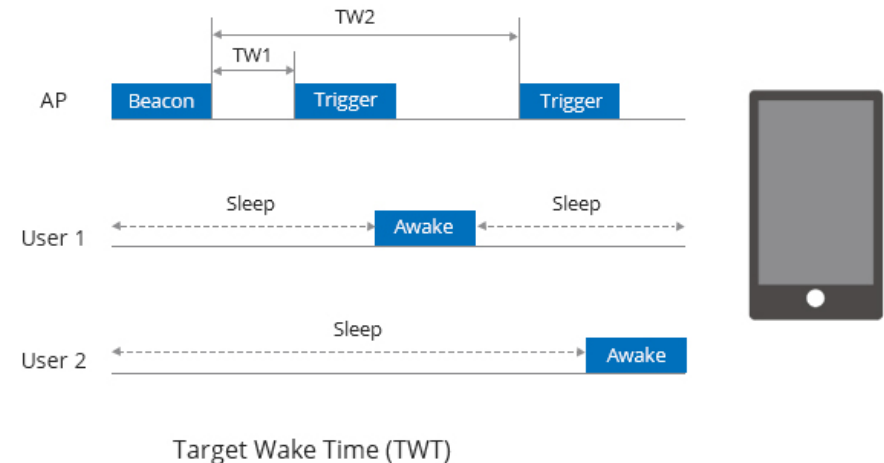 TW2
TW1
AP
Beacon
Trigger
Trigger
Sleep
Sleep
User 1
Awake
Sleep
User 2
Awake
Target Wake Time (TWT)